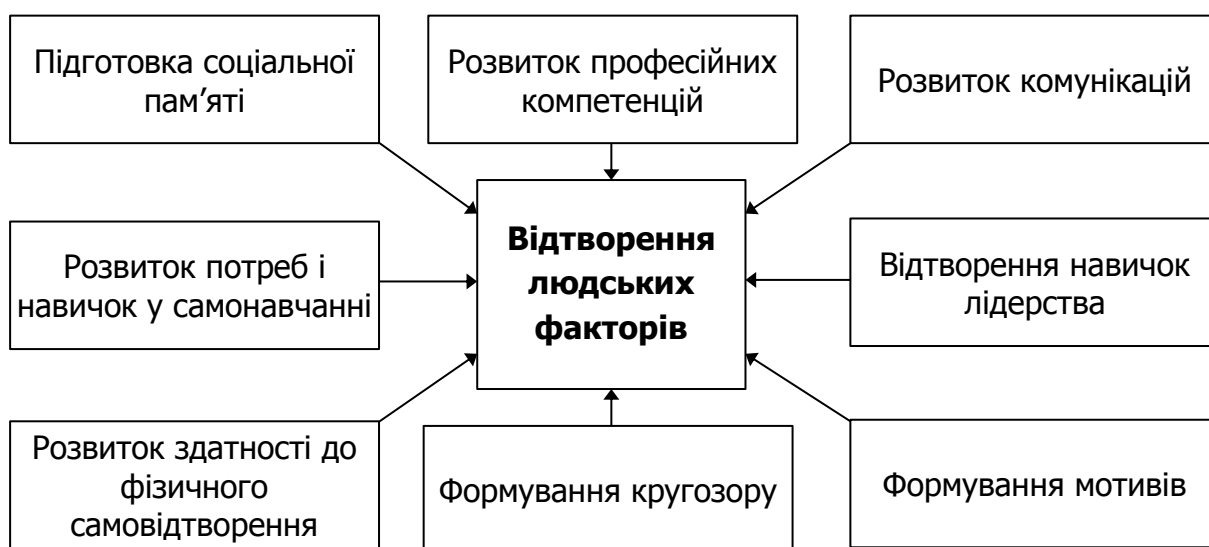 Підготовка соціальної
пам’яті
Розвиток професійних
компетенцій
Розвиток комунікацій
Розвиток потреб і
навичок у самонавчанні
Відтворення
людських
факторів
Відтворення навичок
лідерства
Розвиток здатності до
фізичного
самовідтворення
Формування кругозору
Формування мотивів